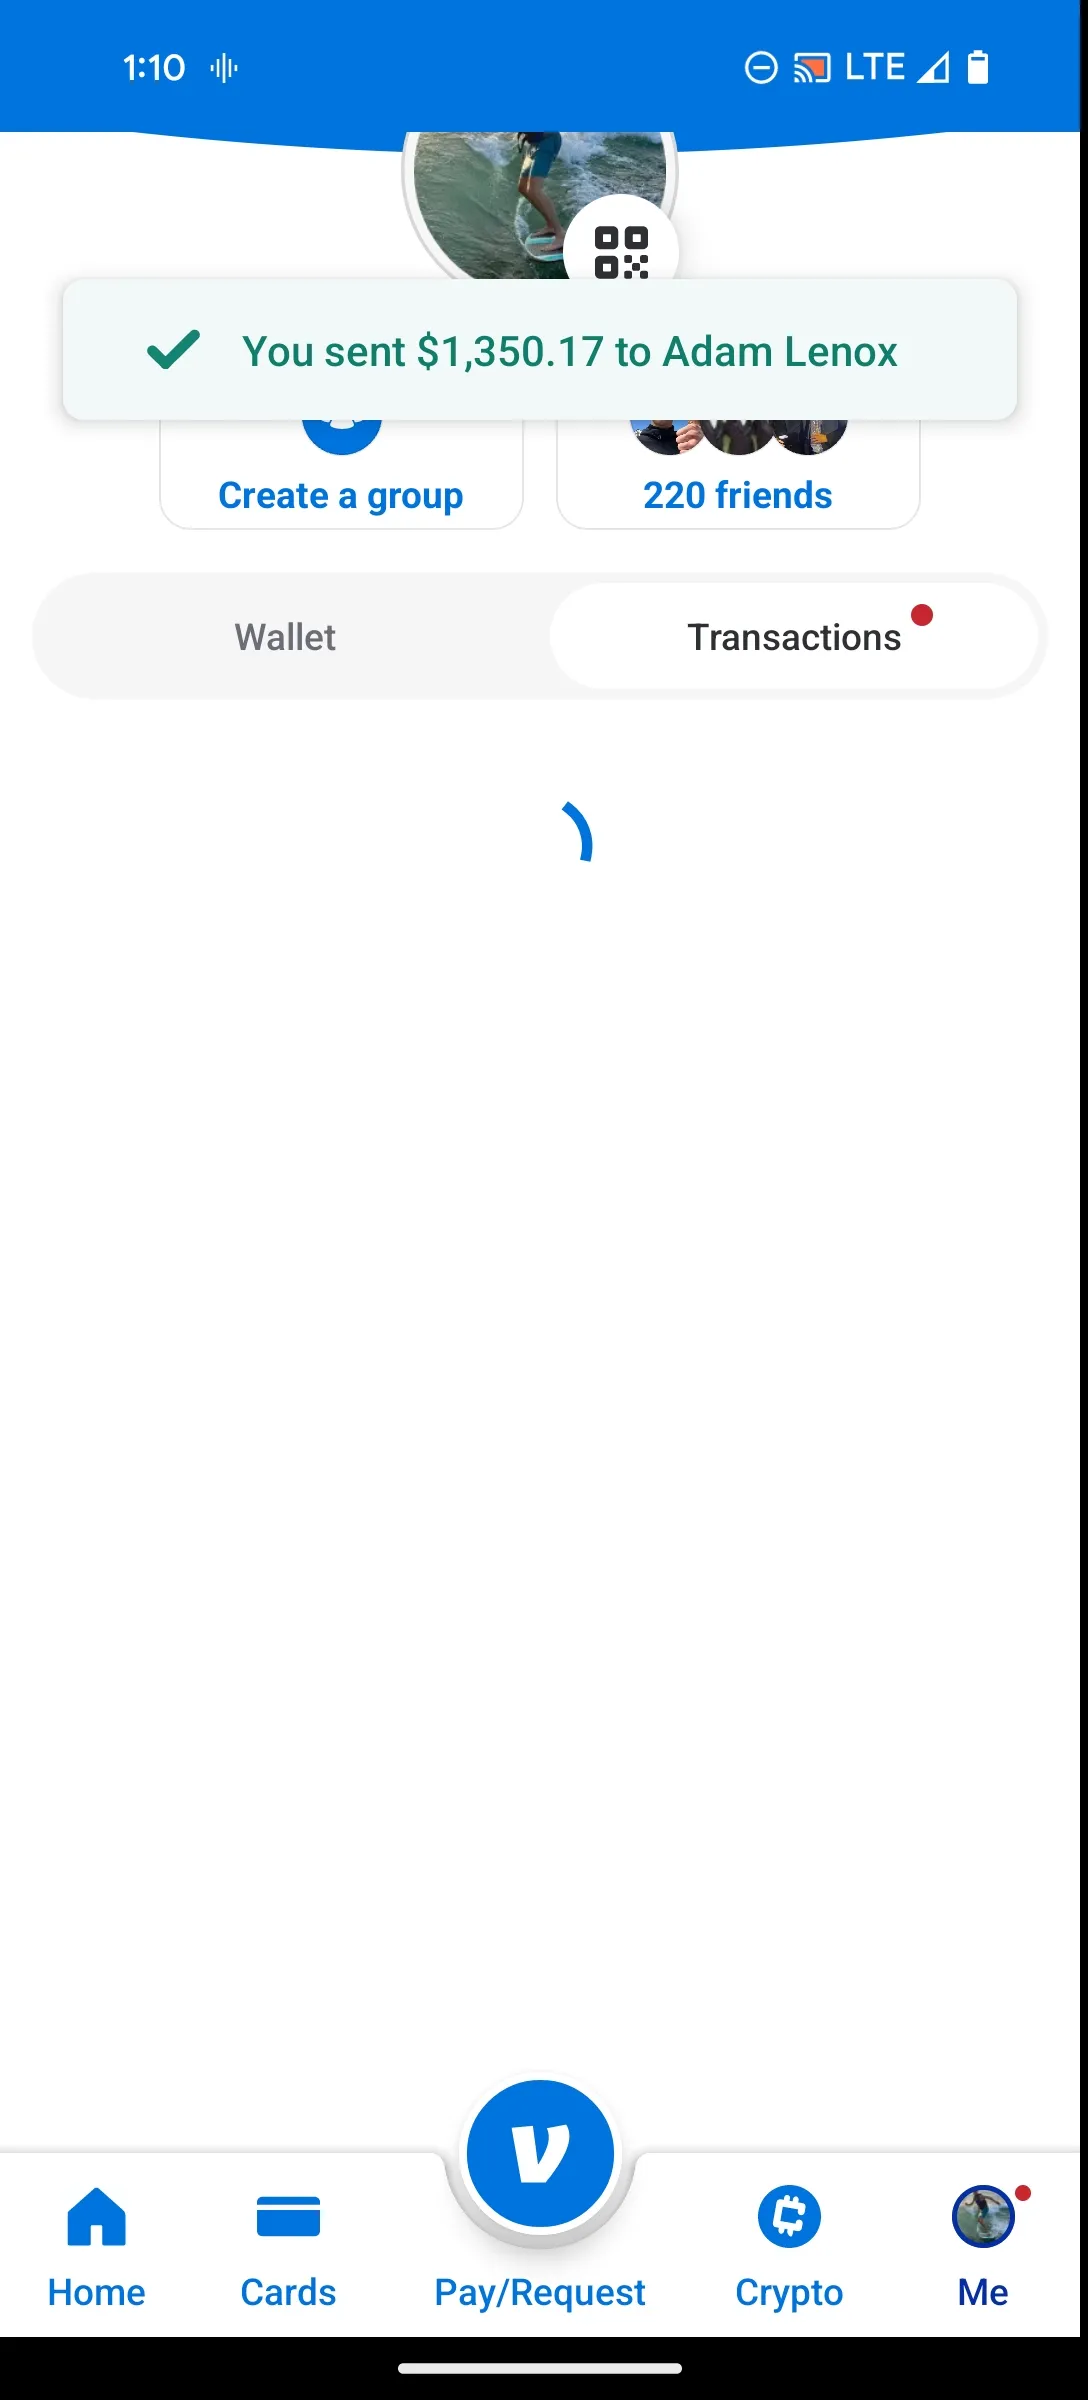 1:10
LTE
You sent $1,350.17 to Adam Lenox
Create a group
220 friends
Wallet
Transactions
Home
Cards
Pay/Request
Crypto
Me